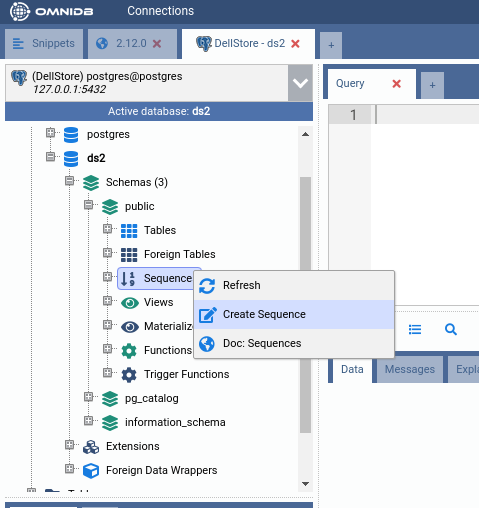 OMNIDB Connections
Snippets 2.12.0 DellStore - ds2 +
(DellStore) postgres@postgres
127.0.0.1:5432
Active database: ds2
postgres
ds2
Schemas (3)
public
Tables
Foreign Tables
Sequence
Views
Materializ
Functions
Trigger Functions
pg_catalog
information_schema
Extensions
Foreign Data Wrappers
Refresh
Create Sequence
Doc: Sequences
Query +
1
Data Messages Expla